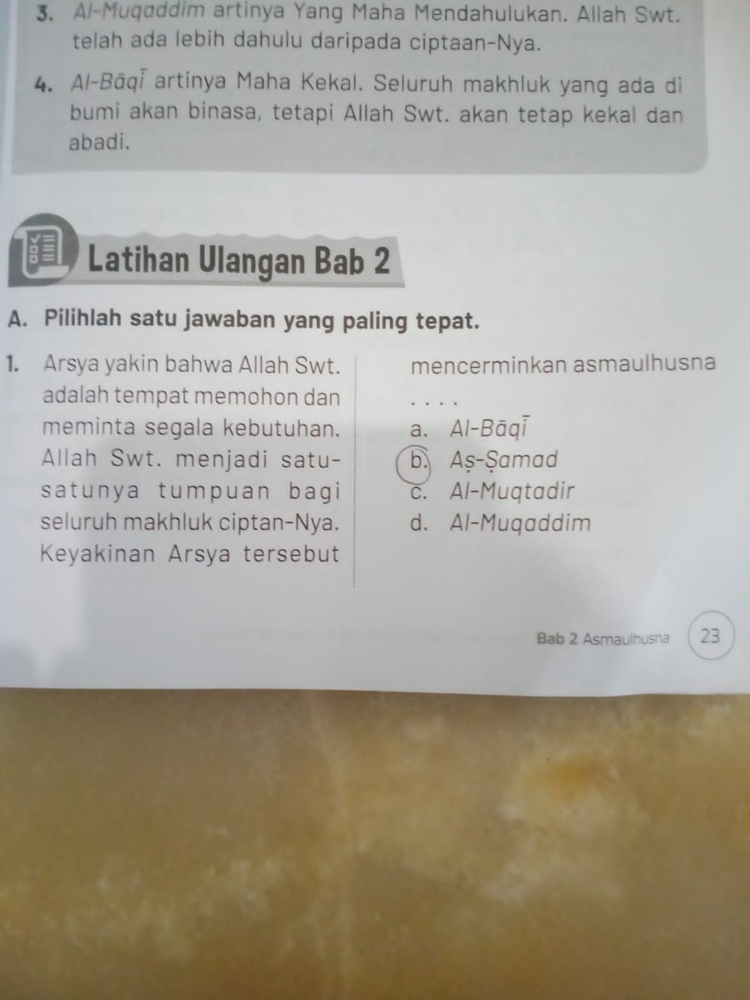 3. Al-Muqaddim artinya Yang Maha Mendahulukan. Allah Swt.
telah ada lebih dahulu daripada ciptaan-Nya.
4. Al-Bāqī artinya Maha Kekal. Seluruh makhluk yang ada di
bumi akan binasa, tetapi Allah Swt. akan tetap kekal dan
abadi.
Latihan Ulangan Bab 2
A. Pilihlah satu jawaban yang paling tepat.
1. Arsya yakin bahwa Allah Swt.
adalah tempat memohon dan
meminta segala kebutuhan.
Allah Swt. menjadi satu-
satunya tumpuan bagi
seluruh makhluk ciptan-Nya.
Keyakinan Arsya tersebut
mencerminkan asmaulhusna
. . . .
a. Al-Bāqī
b. Aṣ-Ṣamad
c. Al-Muqtadir
d. Al-Muqaddim
Bab 2 Asmaulhusna 23